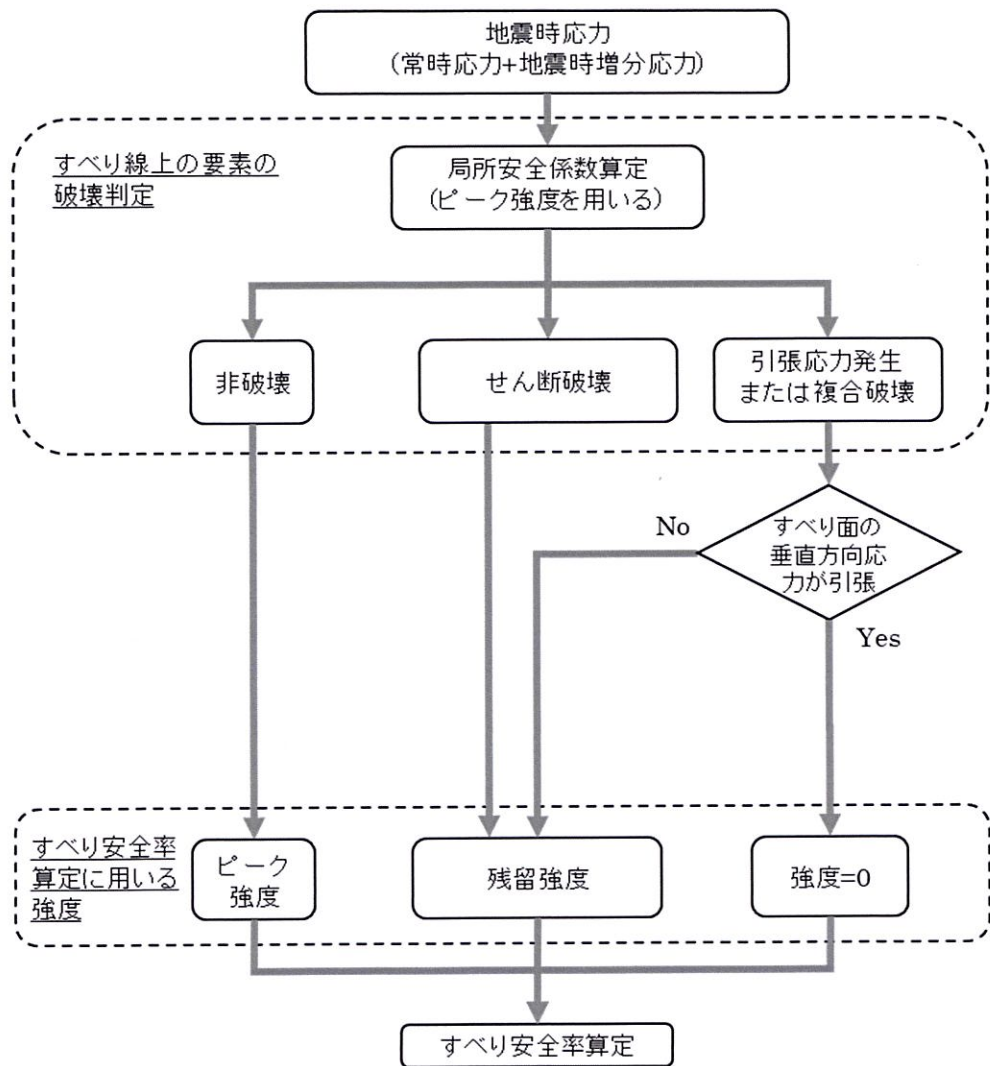 地震時応力
(常時応力+地震時増分応力)
すべり線上の要素の
破壊判定
局所安全係数算定
(ピーク強度を用いる)
非破壊
せん断破壊
引張応力発生
または複合破壊
No
すべり面の
垂直方向応
力が引張
Yes
すべり安全率
算定に用いる
強度
ピーク
強度
残留強度
強度=0
すべり安全率算定